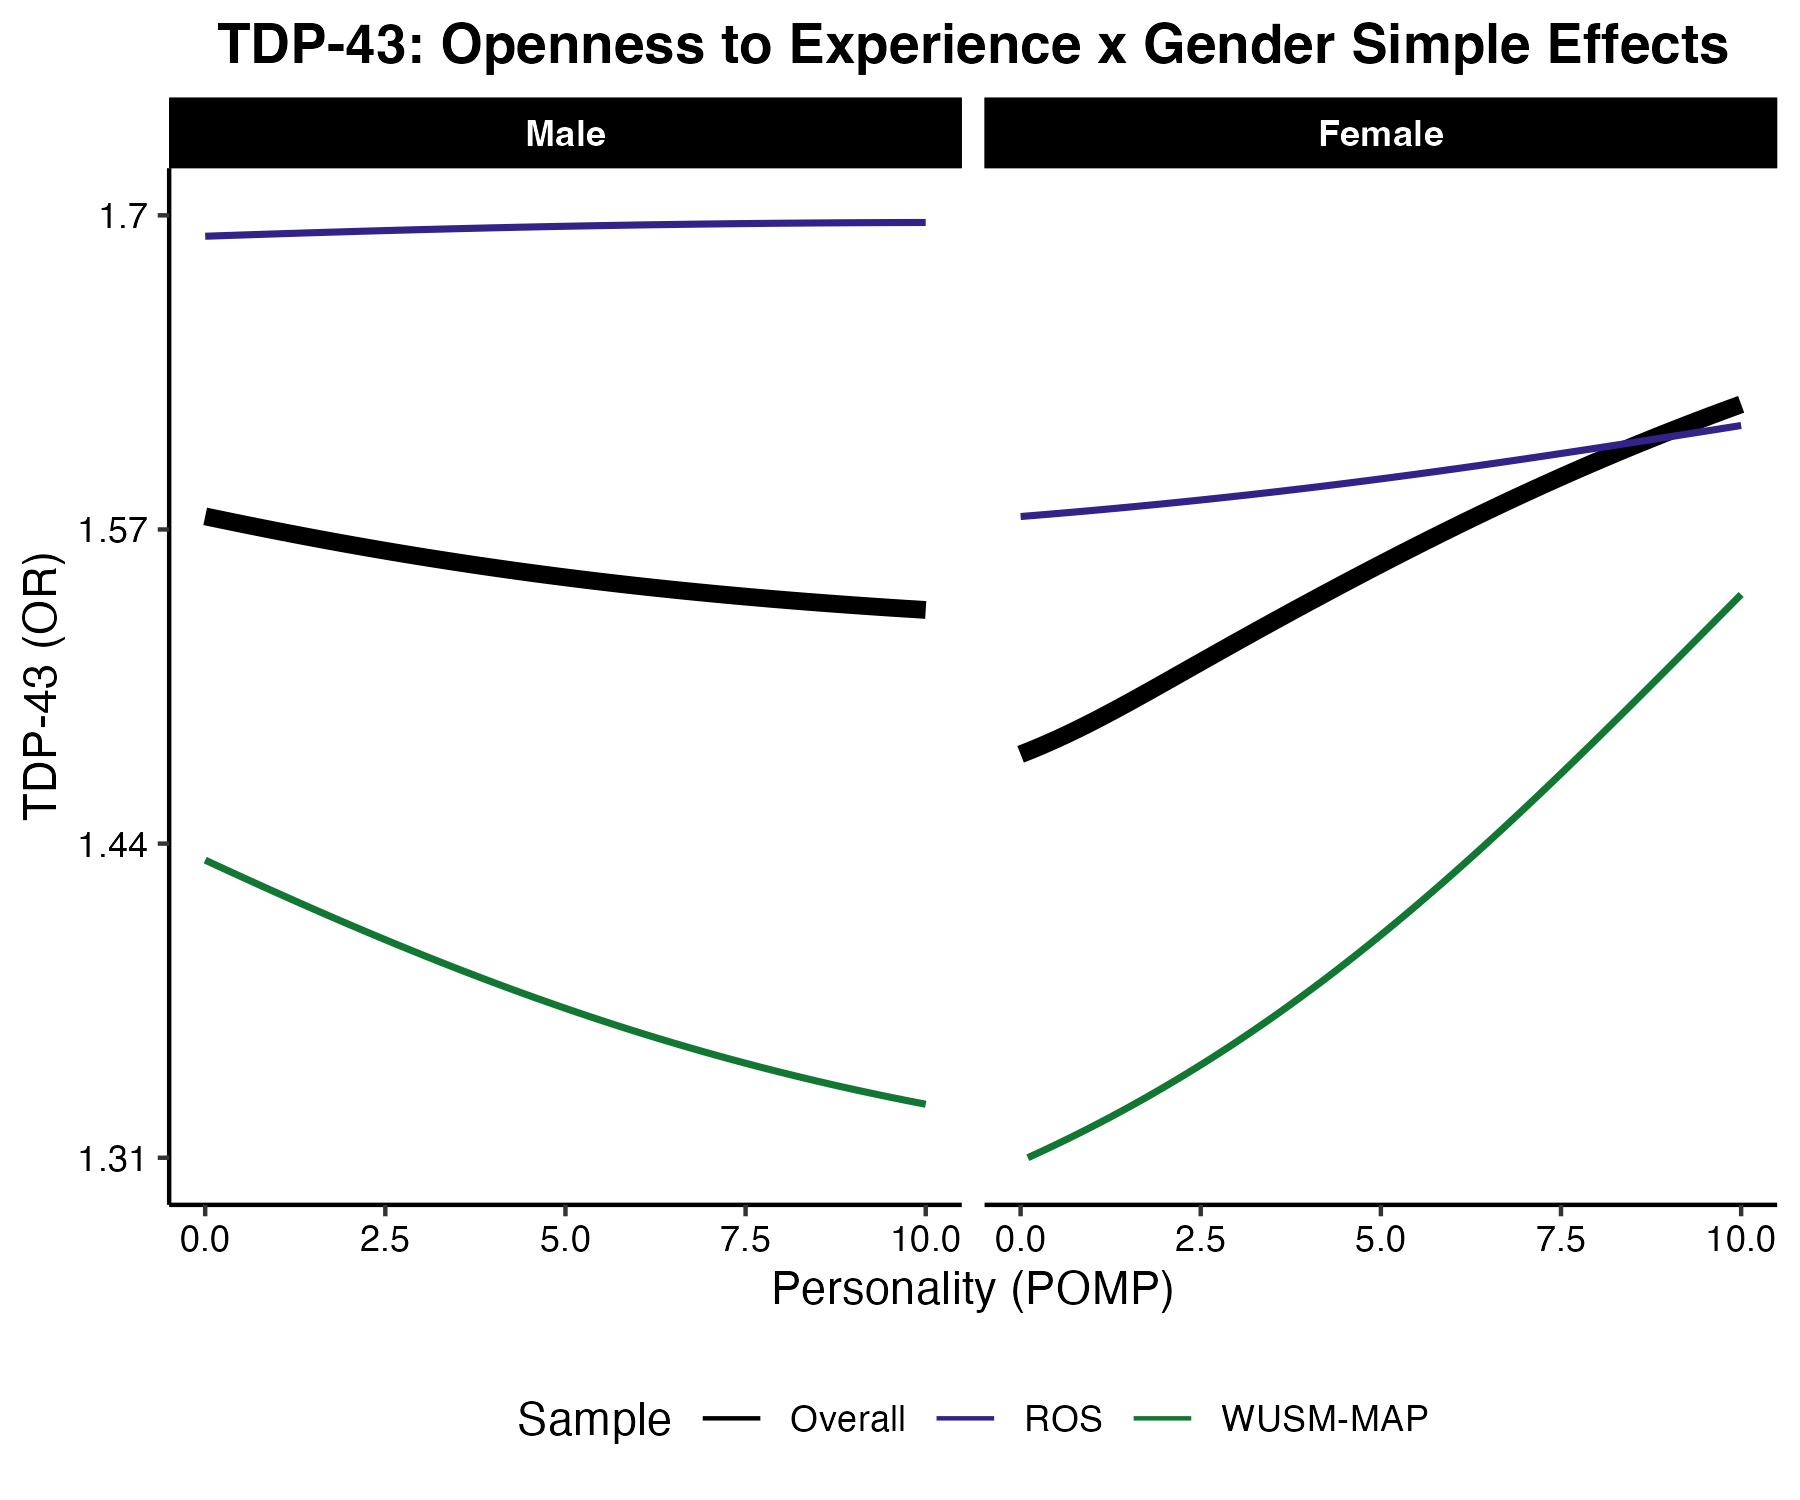 TDP-43: Openness to Experience x Gender Simple Effects
Male
Female
TDP-43 (OR)
1.7
1.57
1.44
1.31
0.0 2.5 5.0 7.5 10.0
0.0 2.5 5.0 7.5 10.0
Personality (POMP)
Sample Overall ROS WUSM-MAP